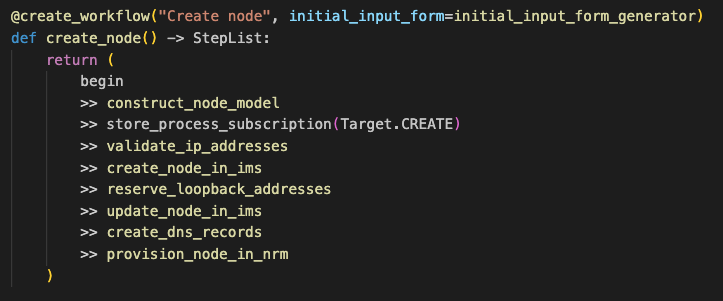 @create_workflow("Create node", initial_input_form=initial_input_form_generator)
def create_node() -> StepList:
    return (
        begin
        >> construct_node_model
        >> store_process_subscription(Target.CREATE)
        >> validate_ip_addresses
        >> create_node_in_ims
        >> reserve_loopback_addresses
        >> update_node_in_ims
        >> create_dns_records
        >> provision_node_in_nrm
    )